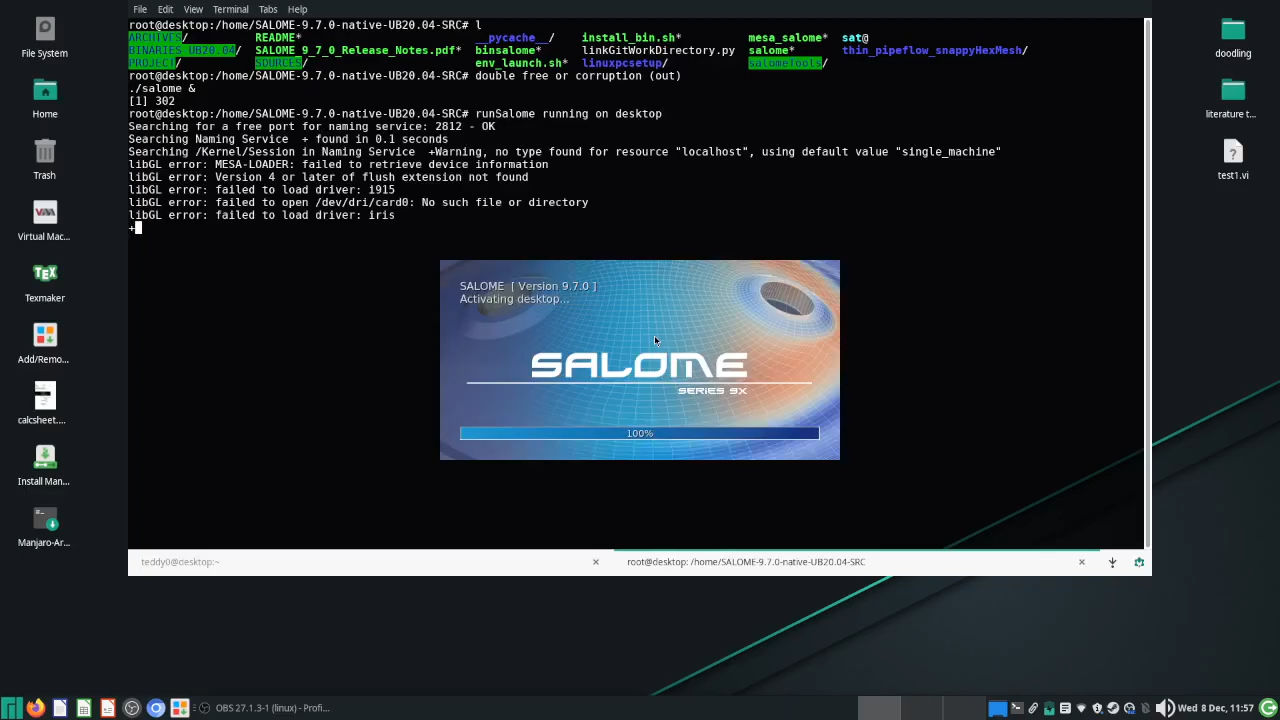 File Edit View Terminal Tabs Help
root@desktop:/home/SALOME-9.7.0-native-UB20.04-SRC# l
ARCHIVES/ README* __pycache__/ install_bin.sh* mesa_salome* sat@
BINARIES-UB20.04/ SALOME_9_7_0_Release_Notes.pdf* binsalome* linkGitWorkDirectory.py salome* thin_pipeflow_snappyHexMesh/
PROJECT/ SOURCES/ env_launch.sh* linuxpcsetup/ salomeTools/
root@desktop:/home/SALOME-9.7.0-native-UB20.04-SRC# double free or corruption (out)
./salome &
[1] 302
root@desktop:/home/SALOME-9.7.0-native-UB20.04-SRC# runSalome running on desktop
Searching for a free port for naming service: 2812 - OK
Searching Naming Service + found in 0.1 seconds
Searching /Kernel/Session in Naming Service +Warning, no type found for resource "localhost", using default value "single_machine"
libGL error: MESA-LOADER: failed to retrieve device information
libGL error: Version 4 or later of flush extension not found
libGL error: failed to load driver: i915
libGL error: failed to open /dev/dri/card0: No such file or directory
libGL error: failed to load driver: iris
+
SALOME [ Version 9.7.0 ]
Activating desktop...
SALOME
SERIES 9X
100%
teddy0@desktop:~
root@desktop: /home/SALOME-9.7.0-native-UB20.04-SRC
File System
Home
Trash
VMM
Virtual Mac...
TEX
Texmaker
Add/Remo...
calcsheet....
Install Man...
Manjaro-Ar...
doodling
literature t...
?
test1.vi
OBS 27.1.3-1 (linux) - Profi...
Wed 8 Dec, 11:57